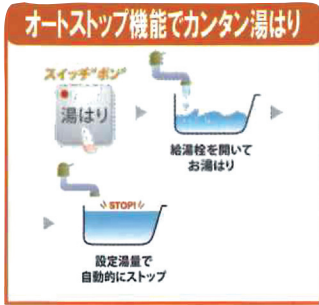 オートストップ機能でカンタン湯はり
スイッチ"ポン"
湯はり
給湯栓を開いて
お湯はり
STOP!
設定湯量で
自動的にストップ